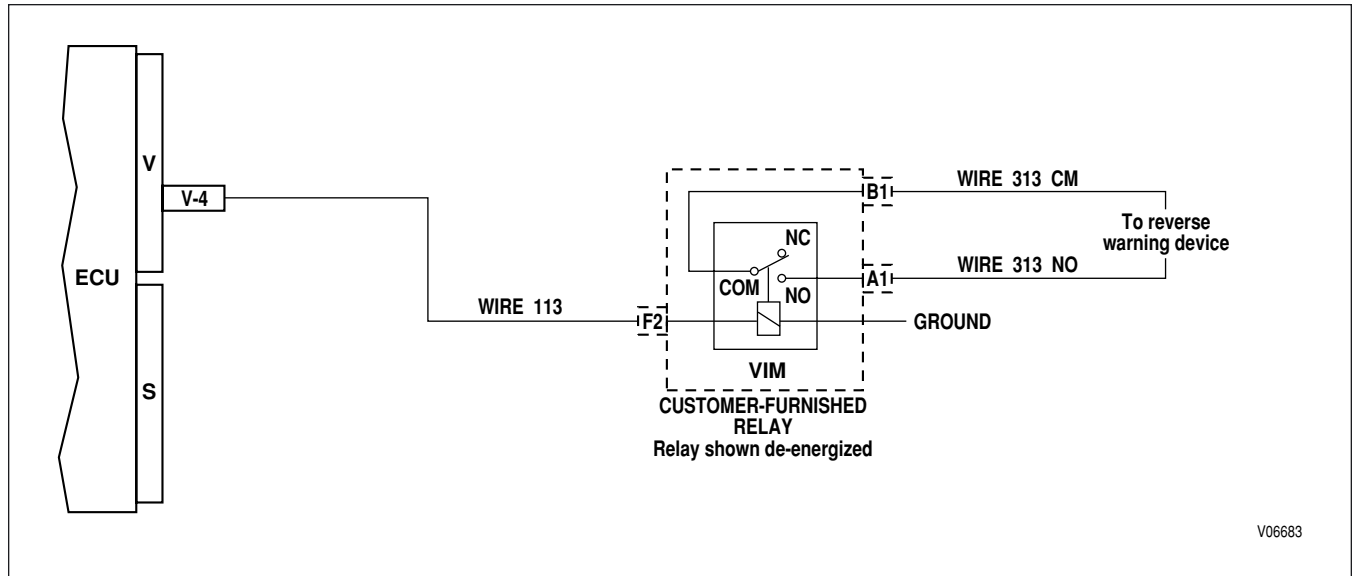 V
V-4
ECU
S
WIRE 113
F2
B1
WIRE 313 CM
NC
COM
NO
A1
WIRE 313 NO
To reverse
warning device
GROUND
VIM
CUSTOMER-FURNISHED
RELAY
Relay shown de-energized
V06683